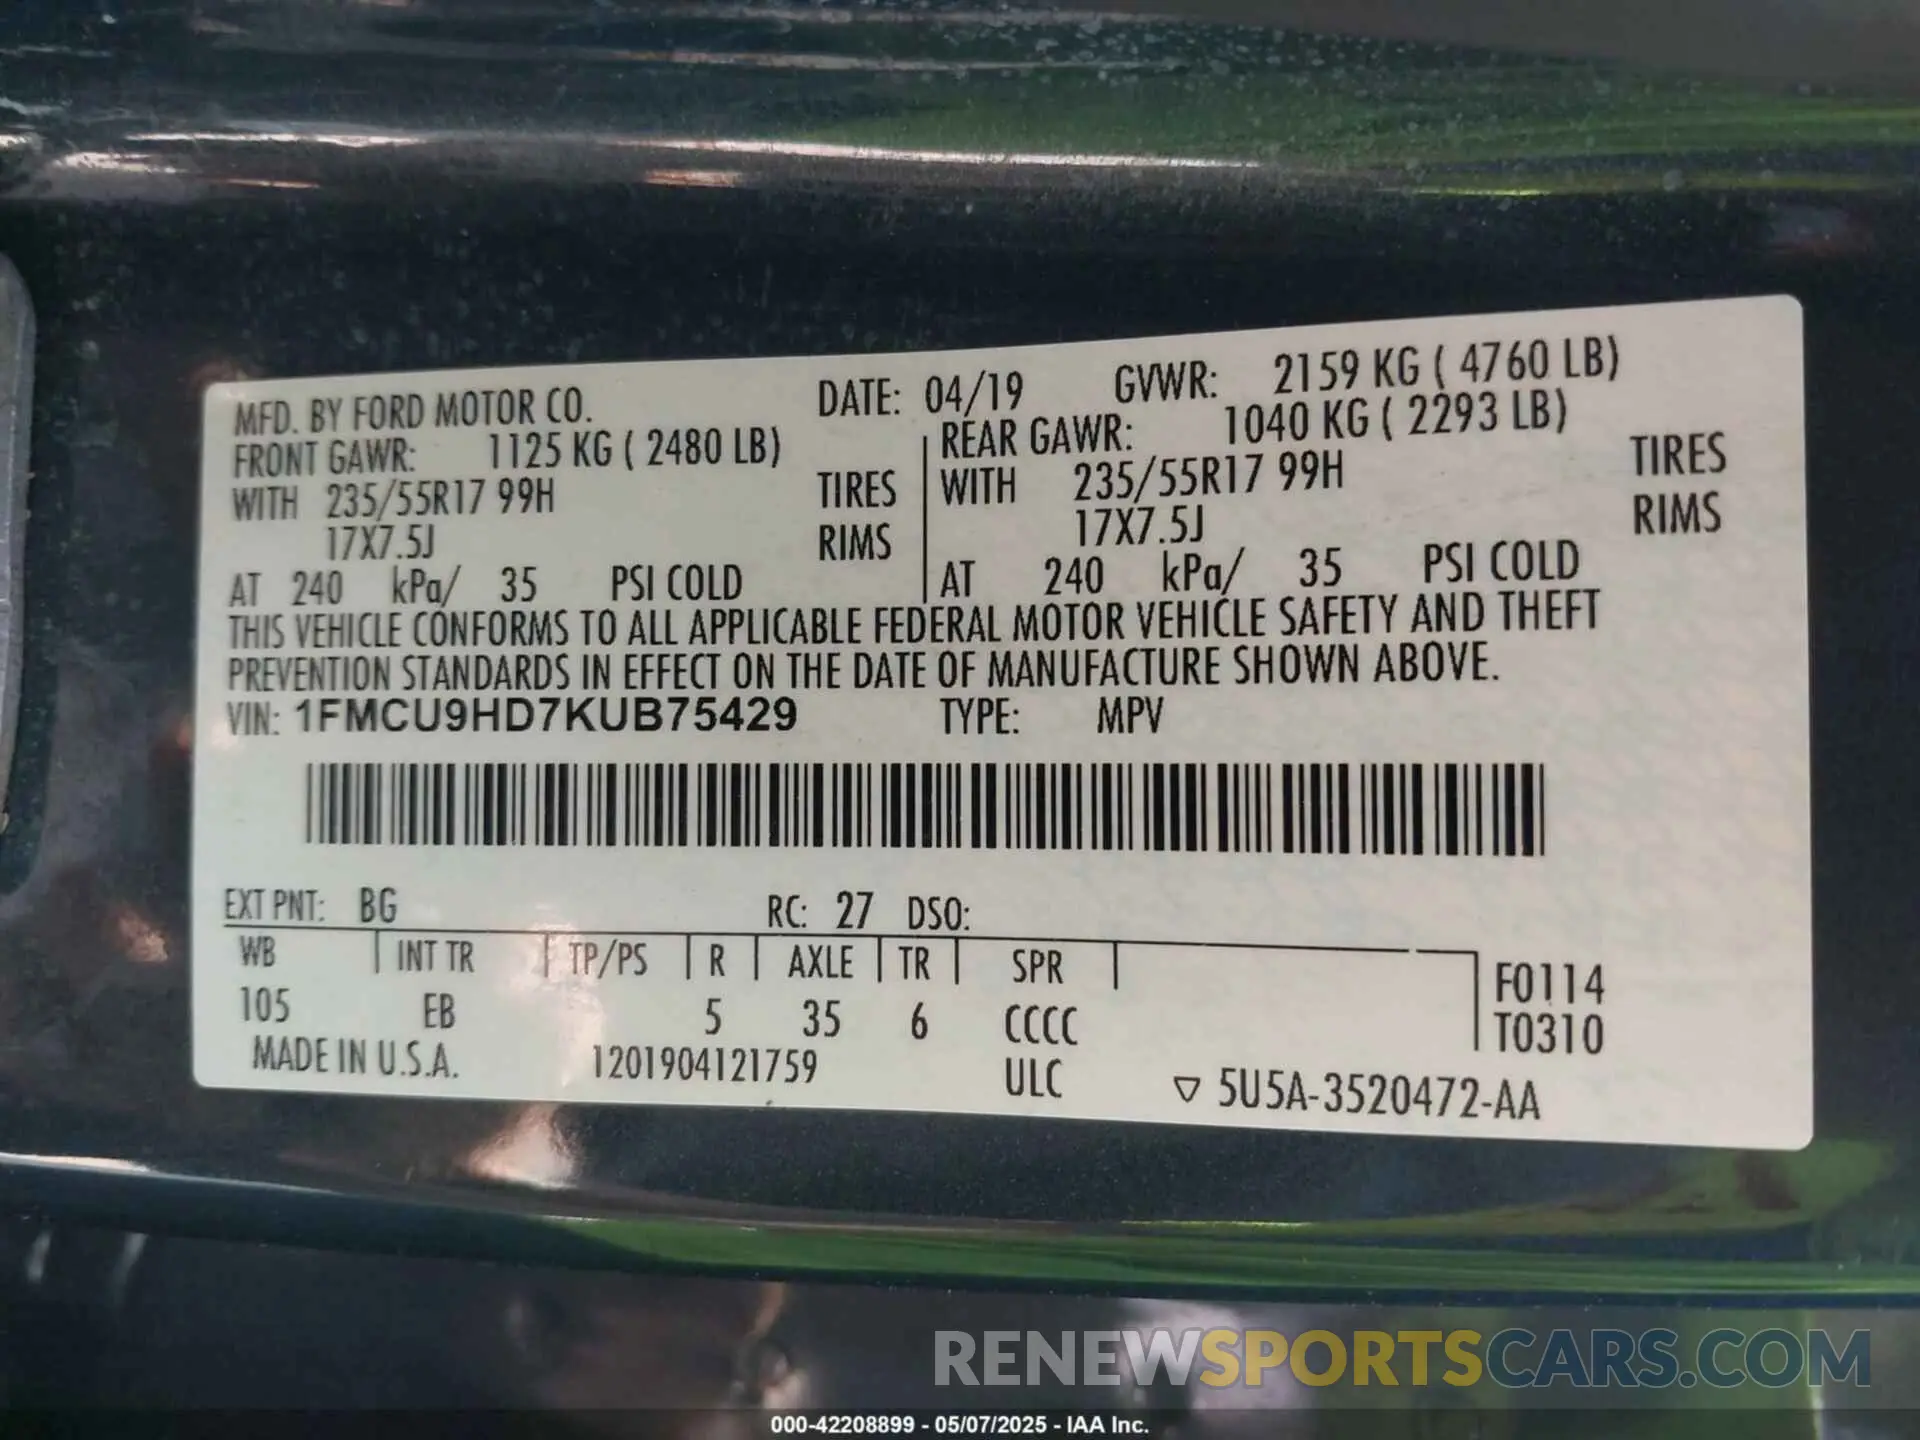 MFD. BY FORD MOTOR CO. DATE: 04/19 GVWR: 2159 KG ( 4760 LB)
FRONT GAWR: 1125 KG ( 2480 LB) REAR GAWR: 1040 KG ( 2293 LB)
WITH 235/55R17 99H TIRES WITH 235/55R17 99H TIRES
17X7.5J RIMS 17X7.5J RIMS
AT 240 kPa/ 35 PSI COLD AT 240 kPa/ 35 PSI COLD
THIS VEHICLE CONFORMS TO ALL APPLICABLE FEDERAL MOTOR VEHICLE SAFETY AND THEFT
PREVENTION STANDARDS IN EFFECT ON THE DATE OF MANUFACTURE SHOWN ABOVE.
VIN: 1FMCU9HD7KUB75429 TYPE: MPV
EXT PNT: BG RC: 27 DSO:
WB INT TR TP/PS R AXLE TR SPR F0114
105 EB 5 35 6 CCCC T0310
MADE IN U.S.A. 1201904121759 ULC ▽ 5U5A-3520472-AA
RENEWSPORTSCARS.COM
000-42208899 - 05/07/2025 - IAA Inc.